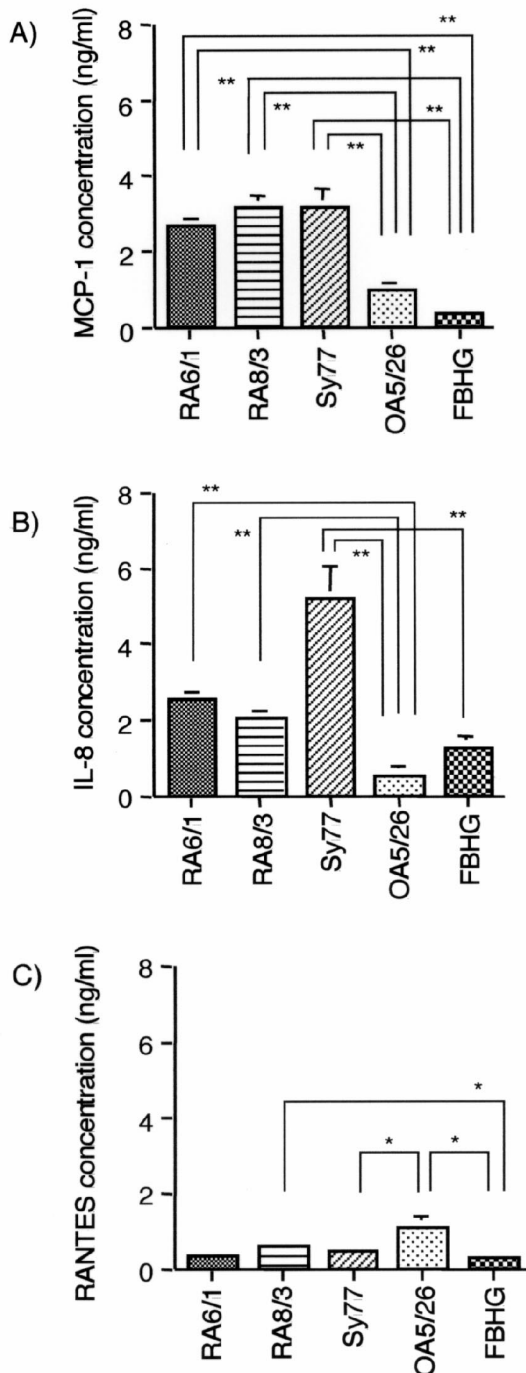 A)
MCP-1 concentration (ng/ml)
8
6
4
2
0
**
**
**
**
**
**
RA6/1
RA8/3
Sy77
OA5/26
FBHG
B)
IL-8 concentration (ng/ml)
8
6
4
2
0
**
**
**
**
RA6/1
RA8/3
Sy77
OA5/26
FBHG
C)
RANTES concentration (ng/ml)
8
6
4
2
0
*
*
*
RA6/1
RA8/3
Sy77
OA5/26
FBHG